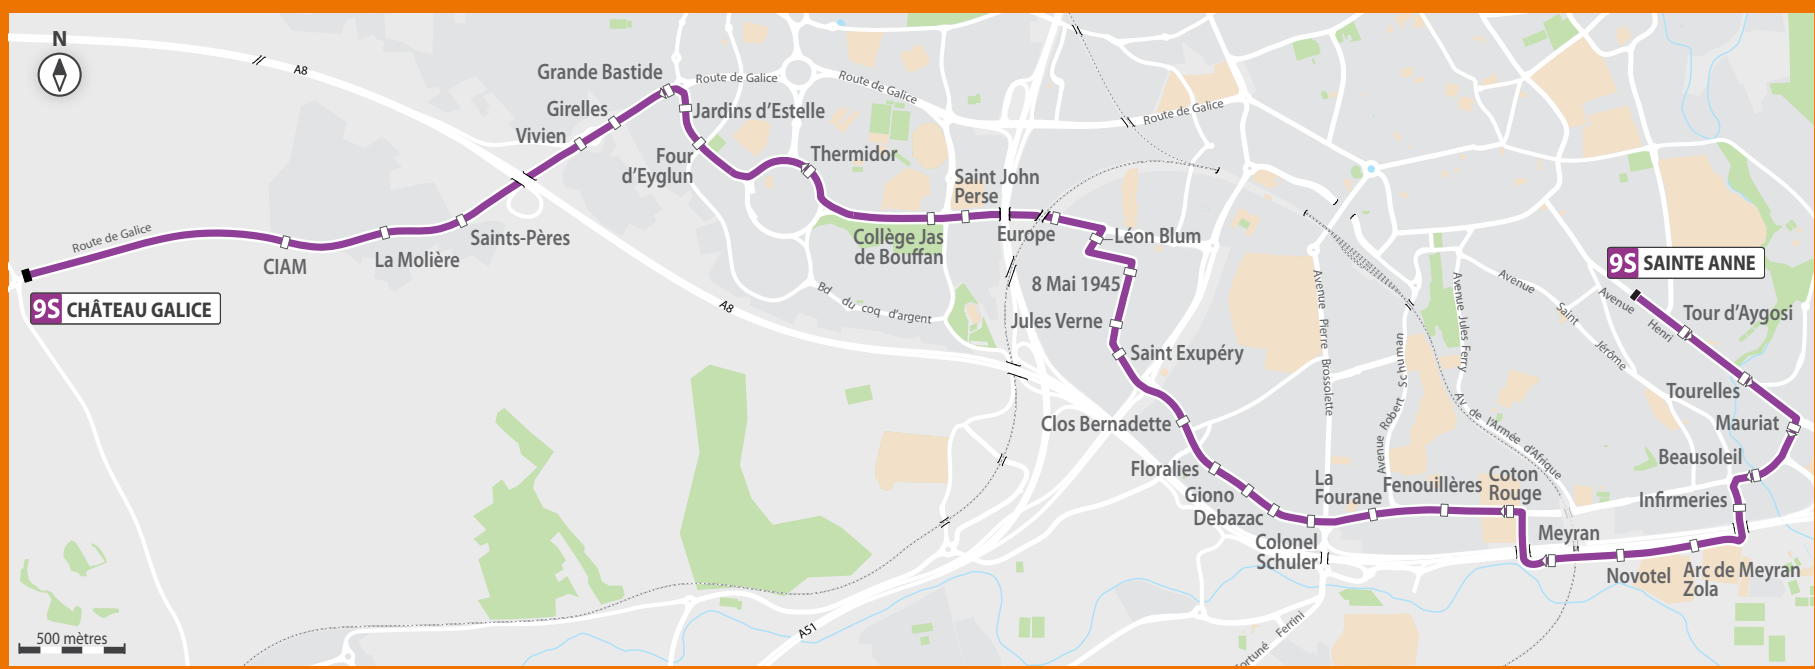 N
A8
Grande Bastide
Route de Galice
Route de Galice
Route de Galice
Girelles
Jardins d'Estelle
Vivien
Four
d'Eyglun
Thermidor
Saint John
Perse
Route de Galice
Saints-Pères
La Molière
CIAM
9S CHÂTEAU GALICE
Collège Jas
de Bouffan
Europe
Léon Blum
8 Mai 1945
Bd du coq d'argent
A8
Jules Verne
Saint Exupéry
9S SAINTE ANNE
Avenue Henri
Tour d'Aygosi
Avenue Saint Jérôme
Avenue Jules Ferry
Avenue Pierre Brossolette
Avenue Robert Schuman
Av. de l'Armée d'Afrique
Tourelles
Mauriat
Clos Bernadette
Beausoleil
Floralies
Giono
Debazac
La
Fourane
Fenouillères
Coton
Rouge
Infirmeries
Colonel
Schuler
Meyran
Novotel
Arc de Meyran
Zola
500 mètres
A51
Fortuné Ferrini